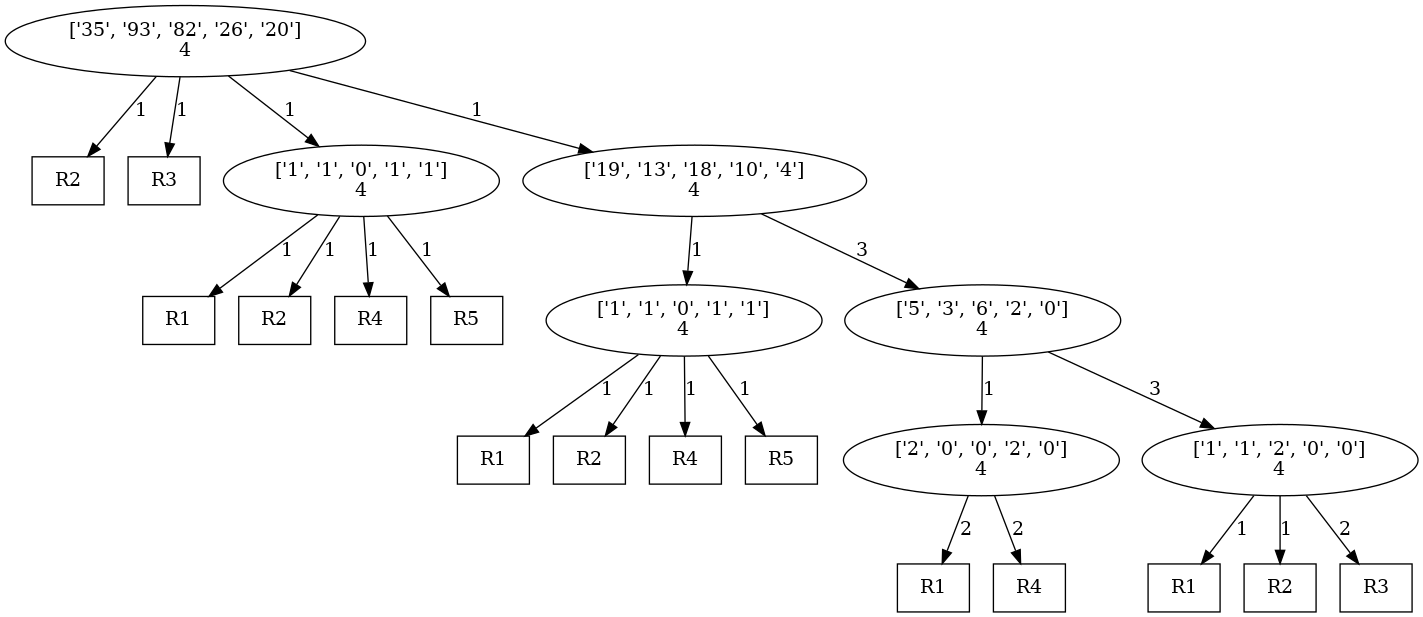 ['35', '93', '82', '26', '20']
4
1
1
1
1
R2
R3
['1', '1', '0', '1', '1']
4
['19', '13', '18', '10', '4']
4
1
1
1
1
1
3
R1
R2
R4
R5
['1', '1', '0', '1', '1']
4
['5', '3', '6', '2', '0']
4
1
1
1
1
1
3
R1
R2
R4
R5
['2', '0', '0', '2', '0']
4
['1', '1', '2', '0', '0']
4
2
2
1
1
2
R1
R4
R1
R2
R3